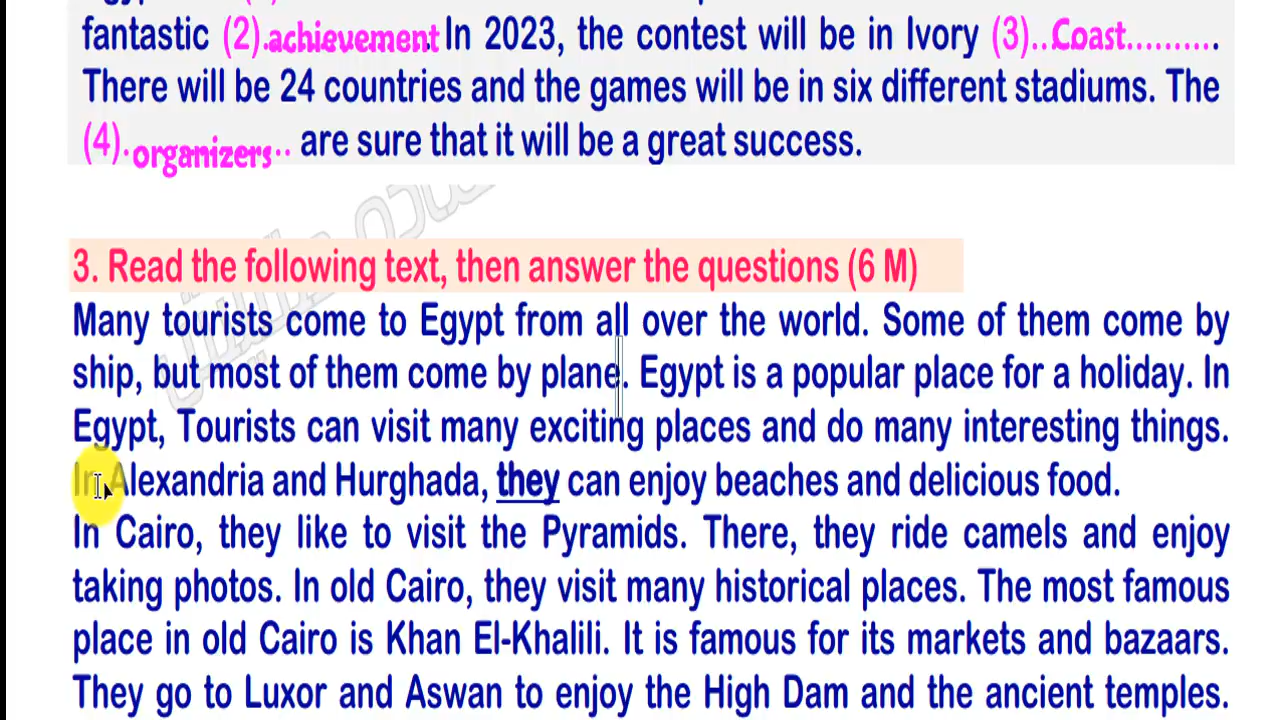 fantastic (2).achievement. In 2023, the contest will be in Ivory (3)...Coast.........
There will be 24 countries and the games will be in six different stadiums. The
(4). organizers .. are sure that it will be a great success.
3. Read the following text, then answer the questions (6 M)
Many tourists come to Egypt from all over the world. Some of them come by
ship, but most of them come by plane. Egypt is a popular place for a holiday. In
Egypt, Tourists can visit many exciting places and do many interesting things.
In Alexandria and Hurghada, they can enjoy beaches and delicious food.
In Cairo, they like to visit the Pyramids. There, they ride camels and enjoy
taking photos. In old Cairo, they visit many historical places. The most famous
place in old Cairo is Khan El-Khalili. It is famous for its markets and bazaars.
They go to Luxor and Aswan to enjoy the High Dam and the ancient temples.